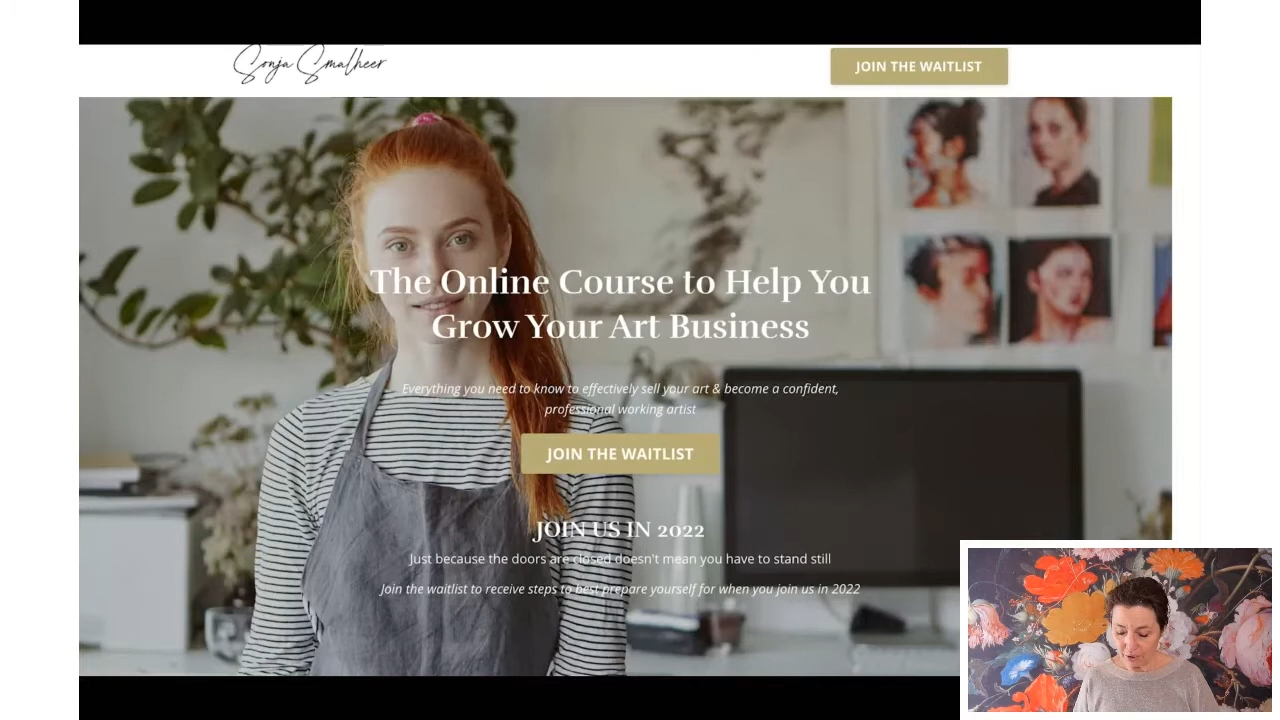 Sonja Smalheer
JOIN THE WAITLIST
The Online Course to Help You
Grow Your Art Business
Everything you need to know to effectively sell your art & become a confident,
professional working artist
JOIN THE WAITLIST
JOIN US IN 2022
Just because the doors are closed doesn't mean you have to stand still
Join the waitlist to receive steps to best prepare yourself for when you join us in 2022